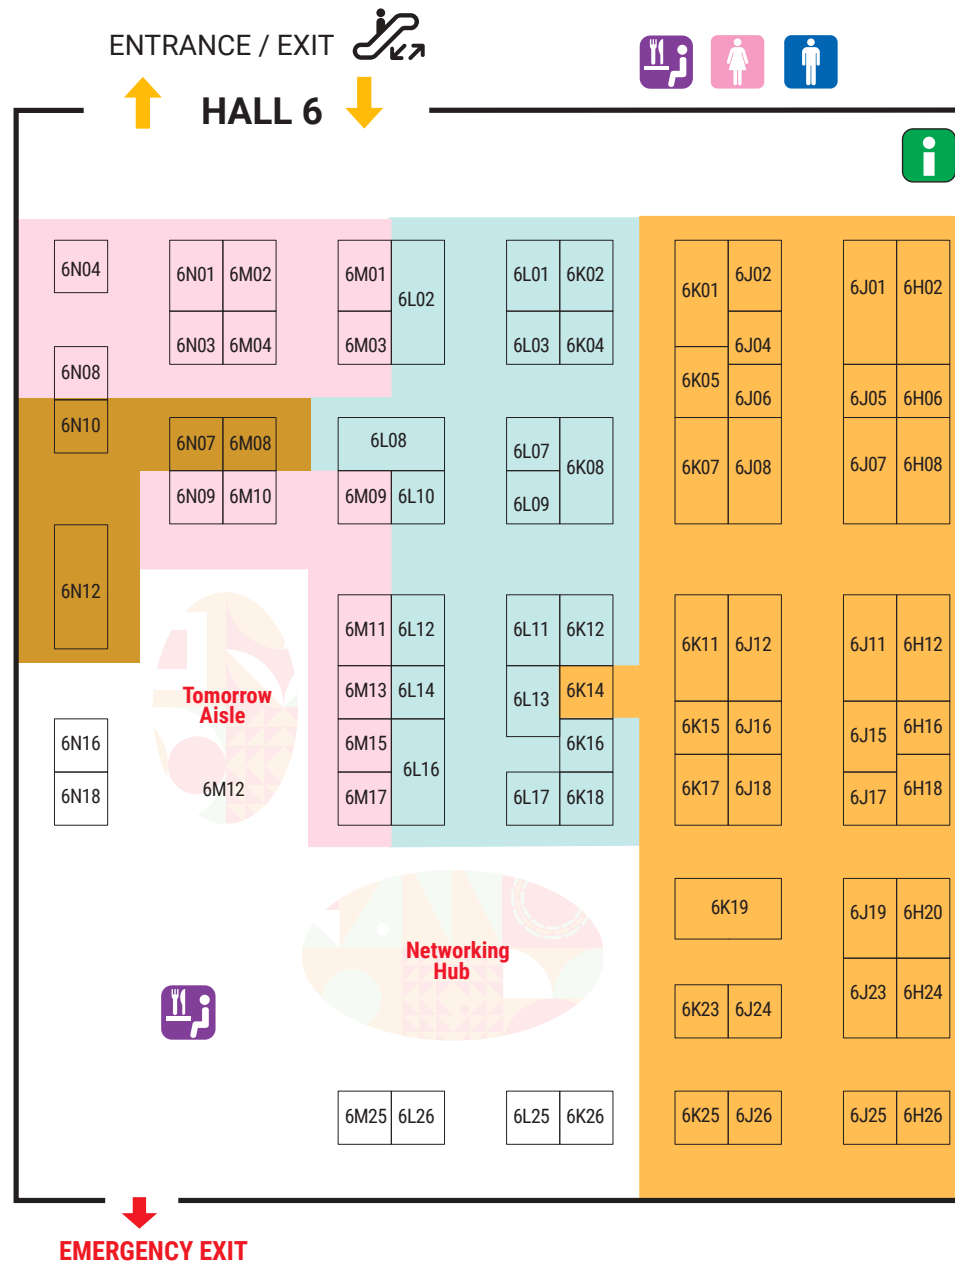 ENTRANCE / EXIT
HALL 6
6N04
6N01 6M02
6M01
6L02
6L01 6K02
6K01
6J02
6J01 6H02
6N03 6M04
6M03
6L03 6K04
6J04
6N08
6K05
6J06
6J05 6H06
6N10
6N07 6M08
6L08
6L07
6K08
6K07 6J08
6J07 6H08
6N09 6M10
6M09 6L10
6L09
6N12
6M11 6L12
6L11 6K12
6K11 6J12
6J11 6H12
Tomorrow
Aisle
6M13 6L14
6L13
6K14
6N16
6M15
6L16
6K16
6K15 6J16
6J15
6H16
6N18
6M12
6M17
6L17 6K18
6K17 6J18
6J17
6H18
6K19
6J19 6H20
Networking
Hub
6K23 6J24
6J23 6H24
6M25 6L26
6L25 6K26
6K25 6J26
6J25 6H26
EMERGENCY EXIT